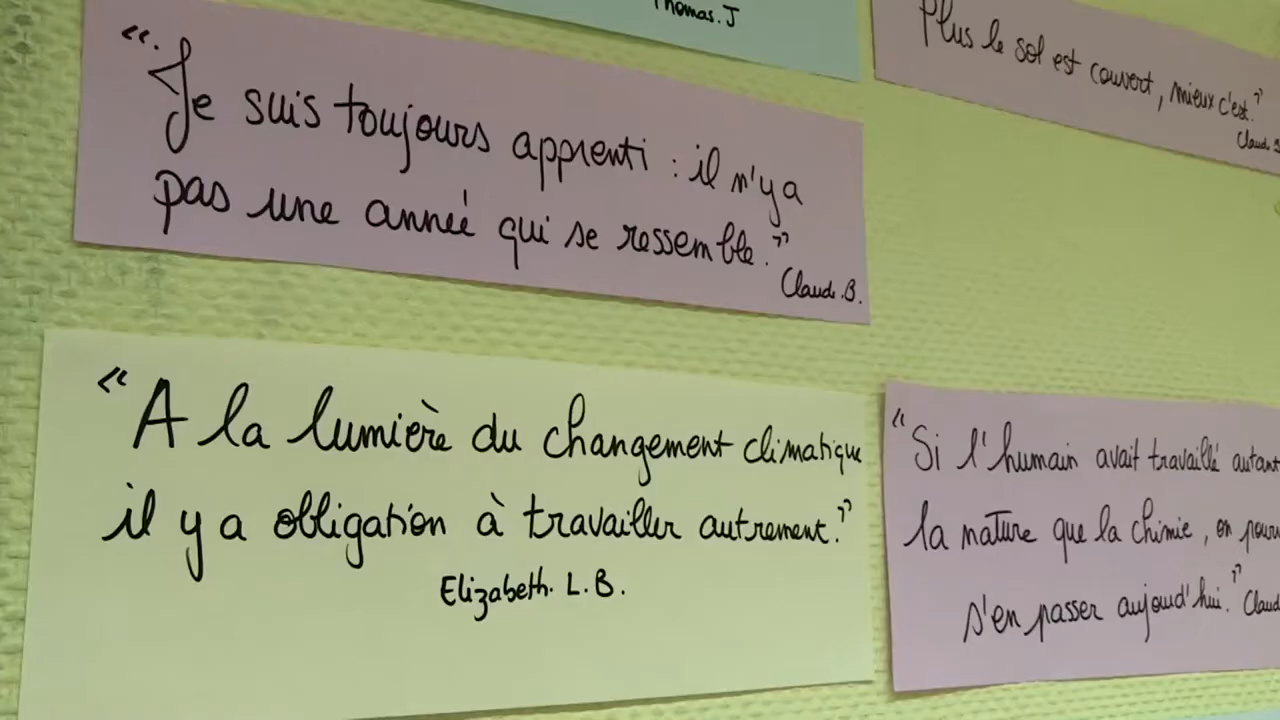 Thomas. J
Plus le sol est couvert, mieux c'est."
Claude B
"Je suis toujours apprenti : il n'y a
pas une année qui se ressemble."
Claude.B.
"A la lumière du changement climatique
il y a obligation à travailler autrement."
Elizabeth. L.B.
"Si l'humain avait travaillé autant
la nature que la chimie, on
s'en passer aujourd'hui."